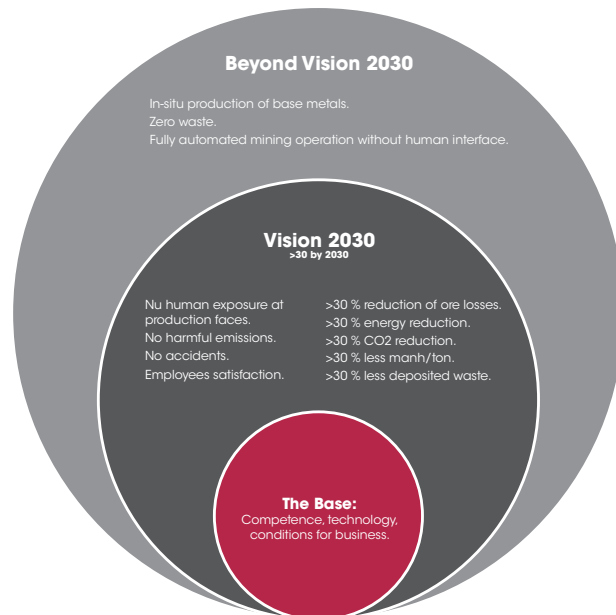 Beyond Vision 2030
In-situ production of base metals.
Zero waste.
Fully automated mining operation without human interface.
Vision 2030
>30 by 2030
Nu human exposure at
production faces.
No harmful emissions.
No accidents.
Employees satisfaction.
>30 % reduction of ore losses.
>30 % energy reduction.
>30 % CO2 reduction.
>30 % less manh/ton.
>30 % less deposited waste.
The Base:
Competence, technology,
conditions for business.